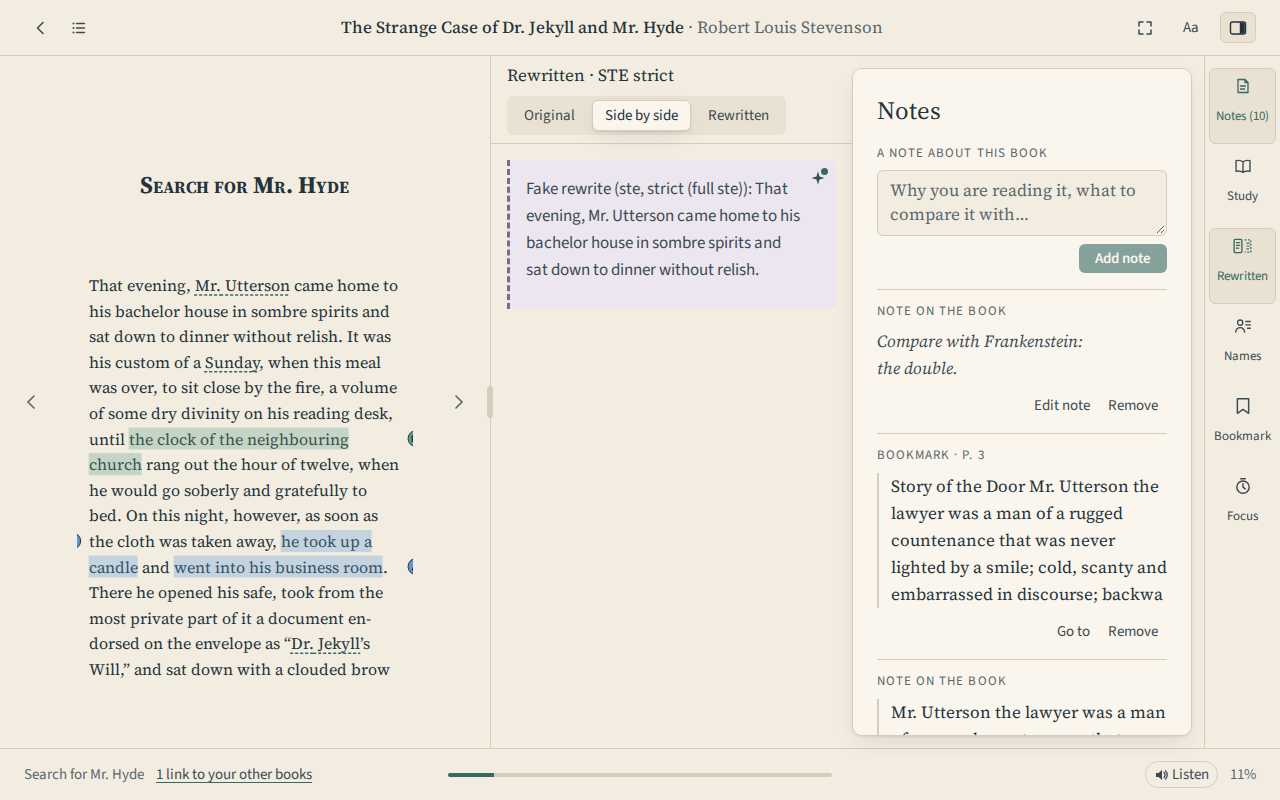 The Strange Case of Dr. Jekyll and Mr. Hyde · Robert Louis Stevenson
Aa
Search for Mr. Hyde
That evening, Mr. Utterson came home to
his bachelor house in sombre spirits and
sat down to dinner without relish. It was
his custom of a Sunday, when this meal
was over, to sit close by the fire, a volume
of some dry divinity on his reading desk,
until the clock of the neighbouring
church rang out the hour of twelve, when
he would go soberly and gratefully to
bed. On this night, however, as soon as
the cloth was taken away, he took up a
candle and went into his business room.
There he opened his safe, took from the
most private part of it a document en-
dorsed on the envelope as “Dr. Jekyll’s
Will,” and sat down with a clouded brow
Rewritten · STE strict
Original
Side by side
Rewritten
Fake rewrite (ste, strict (full ste)): That
evening, Mr. Utterson came home to his
bachelor house in sombre spirits and
sat down to dinner without relish.
Notes
A NOTE ABOUT THIS BOOK
Why you are reading it, what to
compare it with…
Add note
NOTE ON THE BOOK
Compare with Frankenstein:
the double.
Edit note
Remove
BOOKMARK · P. 3
Story of the Door Mr. Utterson the
lawyer was a man of a rugged
countenance that was never
lighted by a smile; cold, scanty and
embarrassed in discourse; backwa
Go to
Remove
NOTE ON THE BOOK
Mr. Utterson the lawyer was a man
Notes (10)
Study
Rewritten
Names
Bookmark
Focus
Search for Mr. Hyde
1 link to your other books
Listen
11%